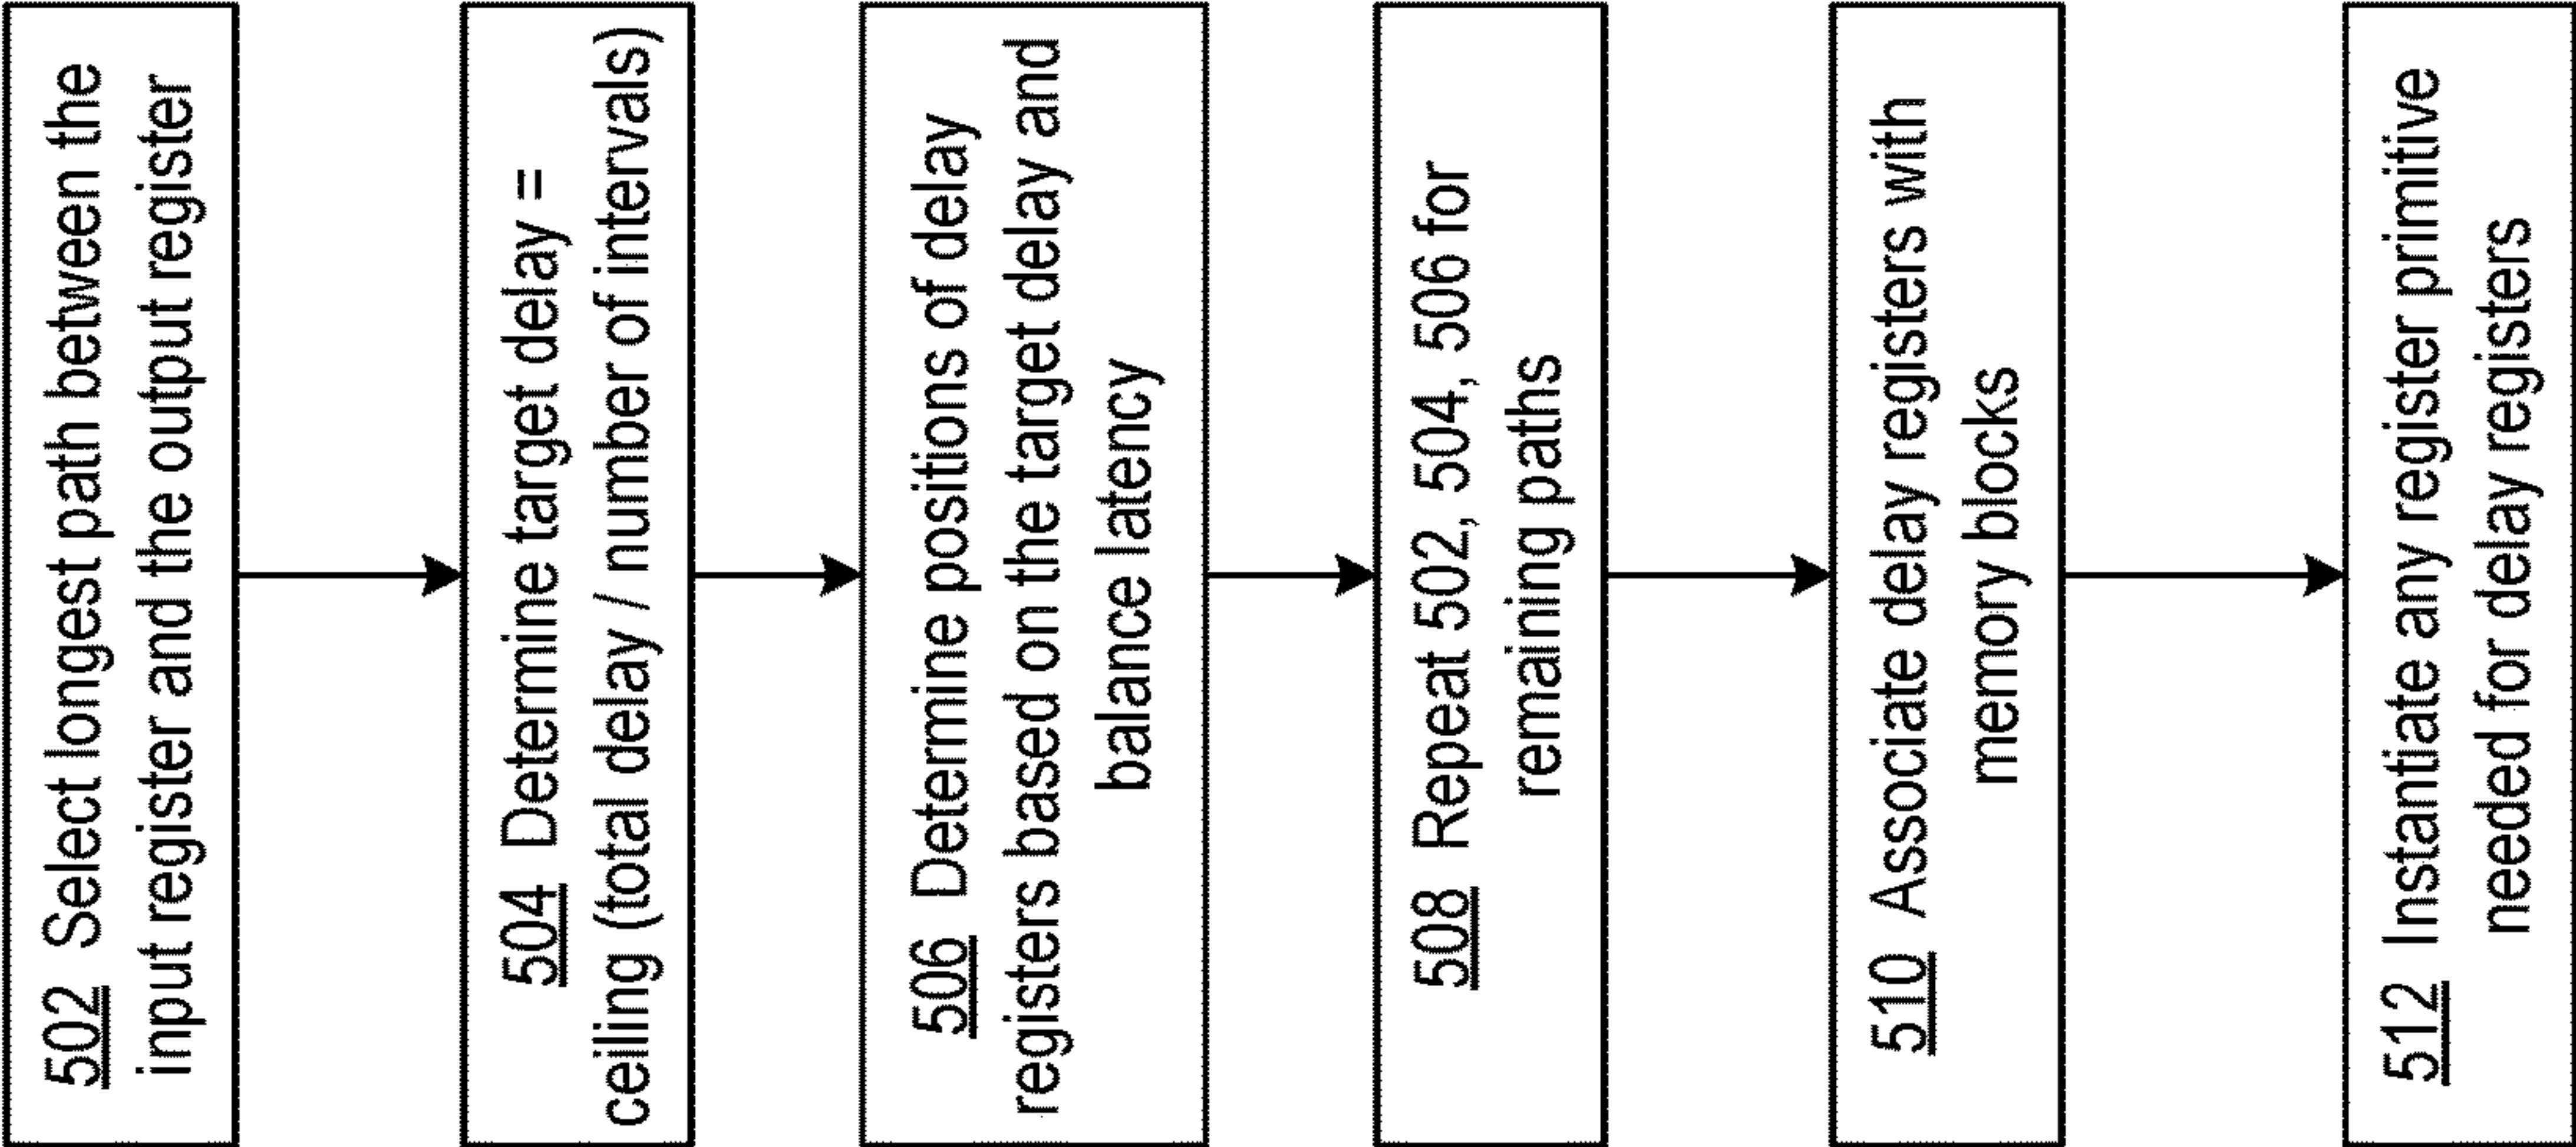 502 Select longest path between the
input register and the output register
504 Determine target delay =
ceiling (total delay / number of intervals)
506 Determine positions of delay
registers based on the target delay and
balance latency
508 Repeat 502, 504, 506 for
remaining paths
510 Associate delay registers with
memory blocks
512 Instantiate any register primitive
needed for delay registers